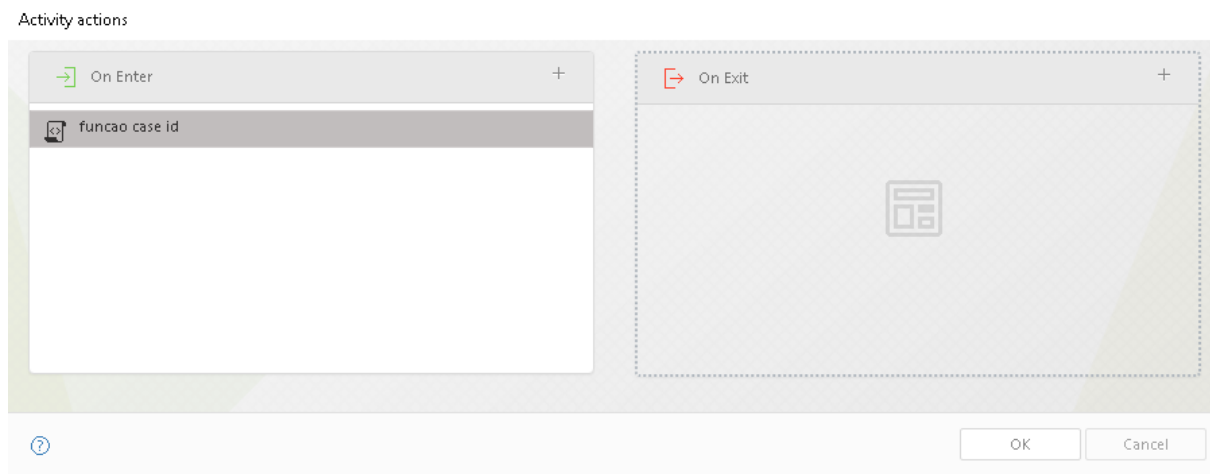 Activity actions
On Enter
On Exit
funcao case id
OK
Cancel